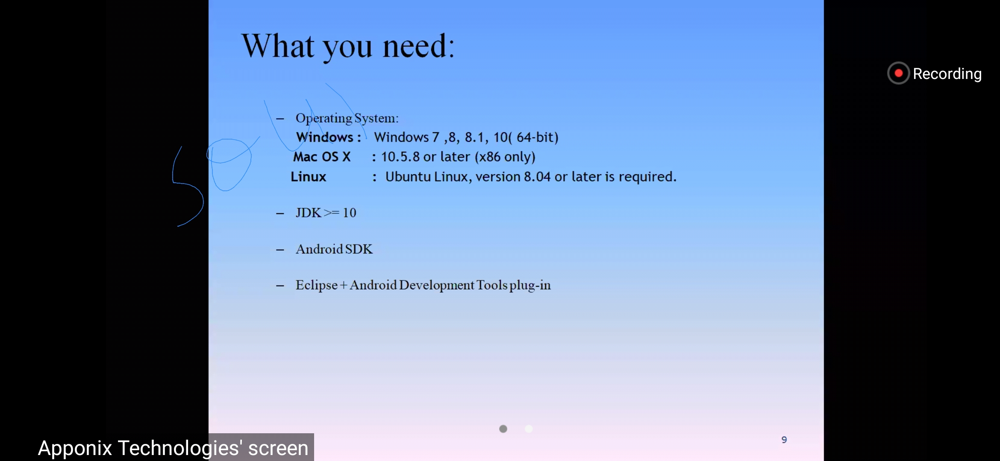 What you need:
Recording
– Operating System:
Windows : Windows 7 ,8, 8.1, 10( 64-bit)
Mac OS X : 10.5.8 or later (x86 only)
Linux : Ubuntu Linux, version 8.04 or later is required.
– JDK >= 10
– Android SDK
– Eclipse + Android Development Tools plug-in
9
Apponix Technologies' screen